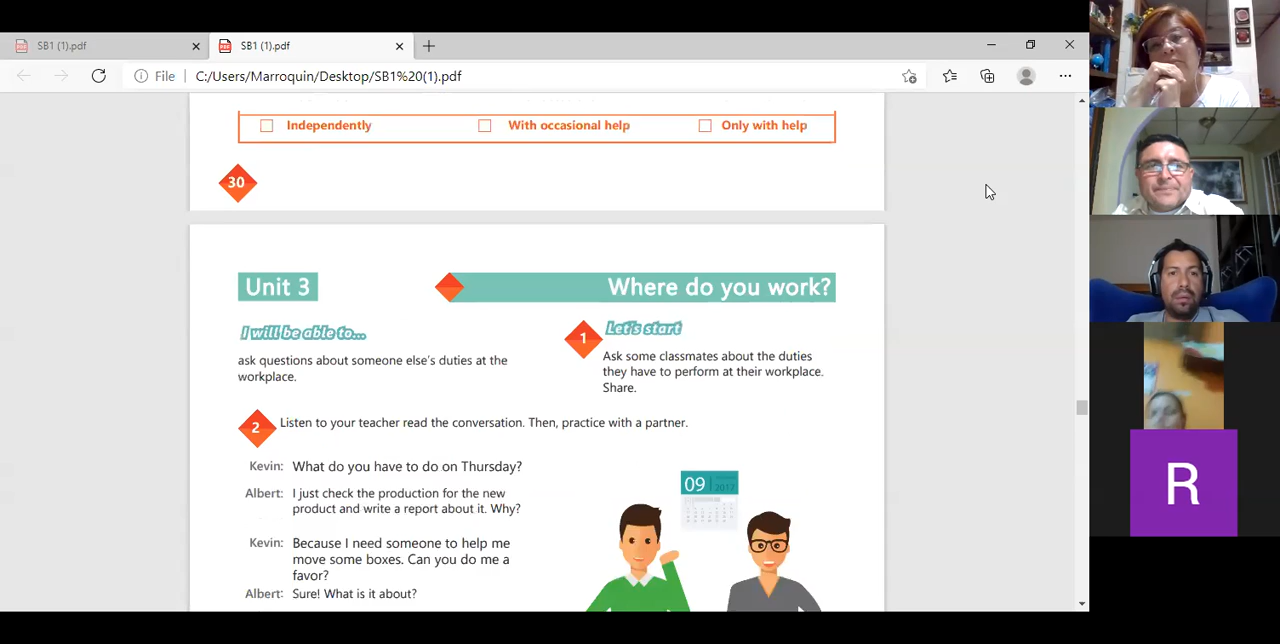 SB1 (1).pdf
SB1 (1).pdf
File C:/Users/Marroquin/Desktop/SB1%20(1).pdf
Independently With occasional help Only with help
30
Unit 3 Where do you work?
I will be able to...
ask questions about someone else's duties at the
workplace.
1 Let's start
Ask some classmates about the duties
they have to perform at their workplace.
Share.
2 Listen to your teacher read the conversation. Then, practice with a partner.
Kevin: What do you have to do on Thursday?
Albert: I just check the production for the new
product and write a report about it. Why?
Kevin: Because I need someone to help me
move some boxes. Can you do me a
favor?
Albert: Sure! What is it about?
09
R